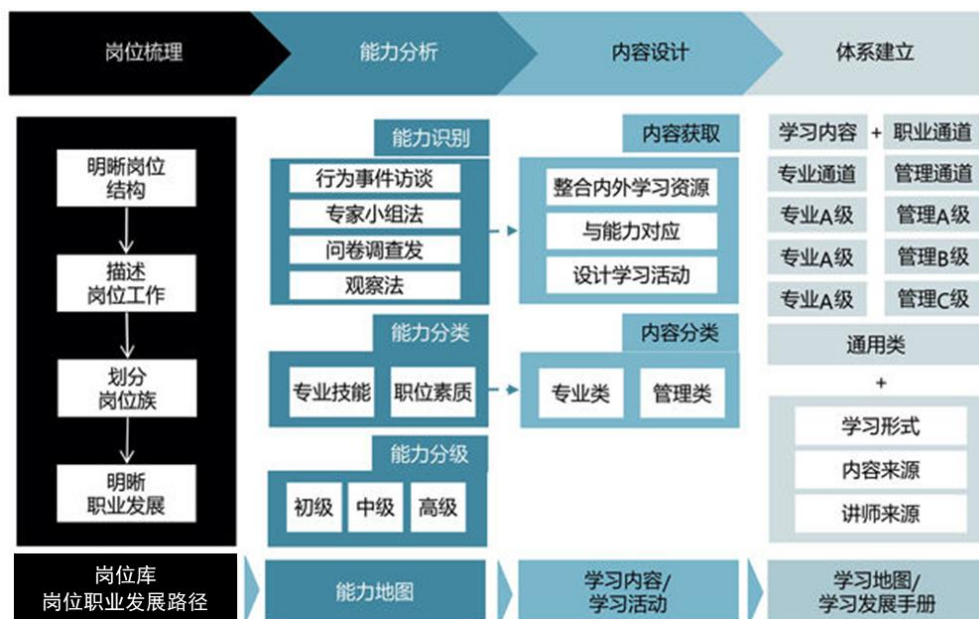 岗位梳理
能力分析
内容设计
体系建立
明晰岗位
结构
描述
岗位工作
划分
岗位族
明晰
职业发展
能力识别
行为事件访谈
专家小组法
问卷调查发
观察法
能力分类
专业技能
职位素质
能力分级
初级
中级
高级
内容获取
整合内外学习资源
与能力对应
设计学习活动
内容分类
专业类
管理类
学习内容 + 职业通道
专业通道
管理通道
专业A级
管理A级
专业A级
管理B级
专业A级
管理C级
通用类
+
学习形式
内容来源
讲师来源
岗位库
岗位职业发展路径
能力地图
学习内容/
学习活动
学习地图/
学习发展手册